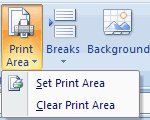 Print Area
Breaks
Background
Set Print Area
Clear Print Area